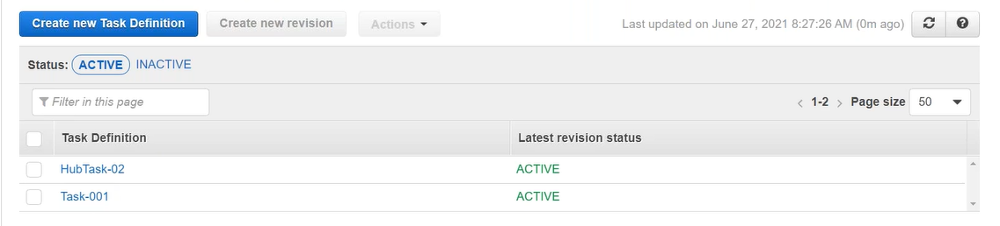 Create new Task Definition Create new revision Actions Last updated on June 27, 2021 8:27:26 AM (0m ago)
Status: ACTIVE INACTIVE
Filter in this page 1-2 Page size 50
Task Definition Latest revision status
HubTask-02 ACTIVE
Task-001 ACTIVE